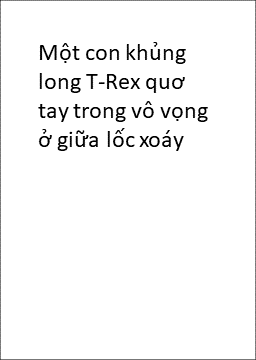 Một con khủng
long T-Rex quơ
tay trong vô vọng
ở giữa lốc xoáy